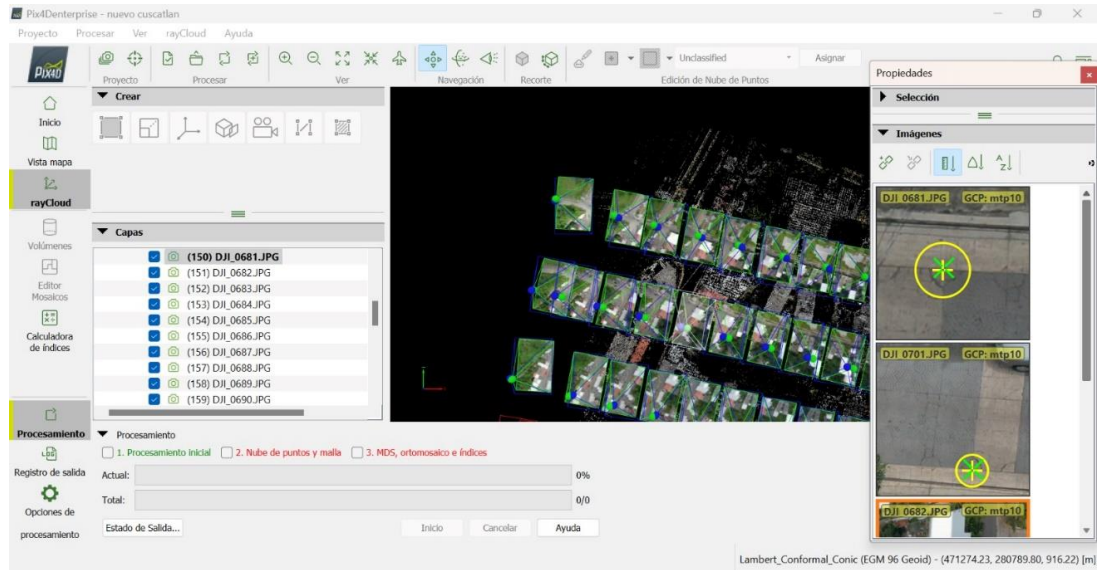 Pix4Denterprise - nuevo cuscatlan
Proyecto Procesar Ver rayCloud Ayuda
PIX4D
Proyecto Procesar Ver Navegación Recorte Edición de Nube de Puntos
Unclassified Asignar
Inicio
Vista mapa
rayCloud
Volúmenes
Editor
Mosaicos
Calculadora
de índices
Procesamiento
Registro de salida
Opciones de
procesamiento
Crear
Capas
(150) DJI_0681.JPG
(151) DJI_0682.JPG
(152) DJI_0683.JPG
(153) DJI_0684.JPG
(154) DJI_0685.JPG
(155) DJI_0686.JPG
(156) DJI_0687.JPG
(157) DJI_0688.JPG
(158) DJI_0689.JPG
(159) DJI_0690.JPG
Procesamiento
1. Procesamiento inicial 2. Nube de puntos y malla 3. MDS, ortomosaico e índices
Actual: 0%
Total: 0/0
Estado de Salida... Inicio Cancelar Ayuda
Propiedades
Selección
Imágenes
DJI_0681.JPG GCP: mtp10
DJI_0701.JPG GCP: mtp10
DJI_0682.JPG GCP: mtp10
Lambert_Conformal_Conic (EGM 96 Geoid) - (471274.23, 280789.80, 916.22) [m]